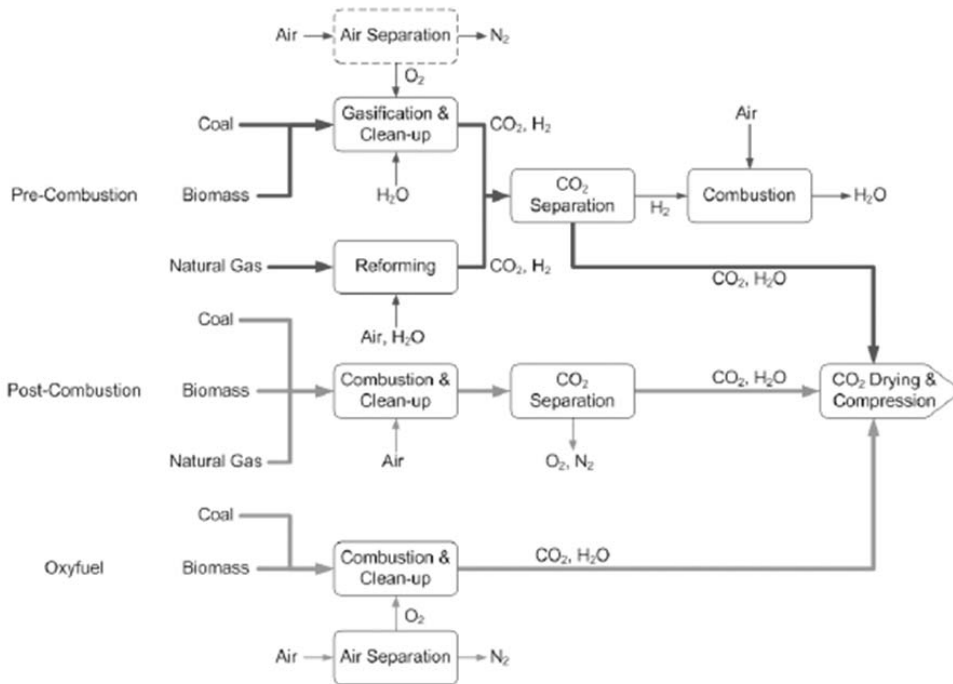 Air
Air Separation
N₂
O₂
Coal
Gasification &
Clean-up
CO₂, H₂
Air
Pre-Combustion
Biomass
H₂O
CO₂
Separation
H₂
Combustion
H₂O
Natural Gas
Reforming
CO₂, H₂
CO₂, H₂O
Air, H₂O
Coal
Post-Combustion
Biomass
Combustion &
Clean-up
CO₂
Separation
CO₂, H₂O
CO₂ Drying &
Compression
Natural Gas
Air
O₂, N₂
Coal
Oxyfuel
Biomass
Combustion &
Clean-up
CO₂, H₂O
O₂
Air
Air Separation
N₂